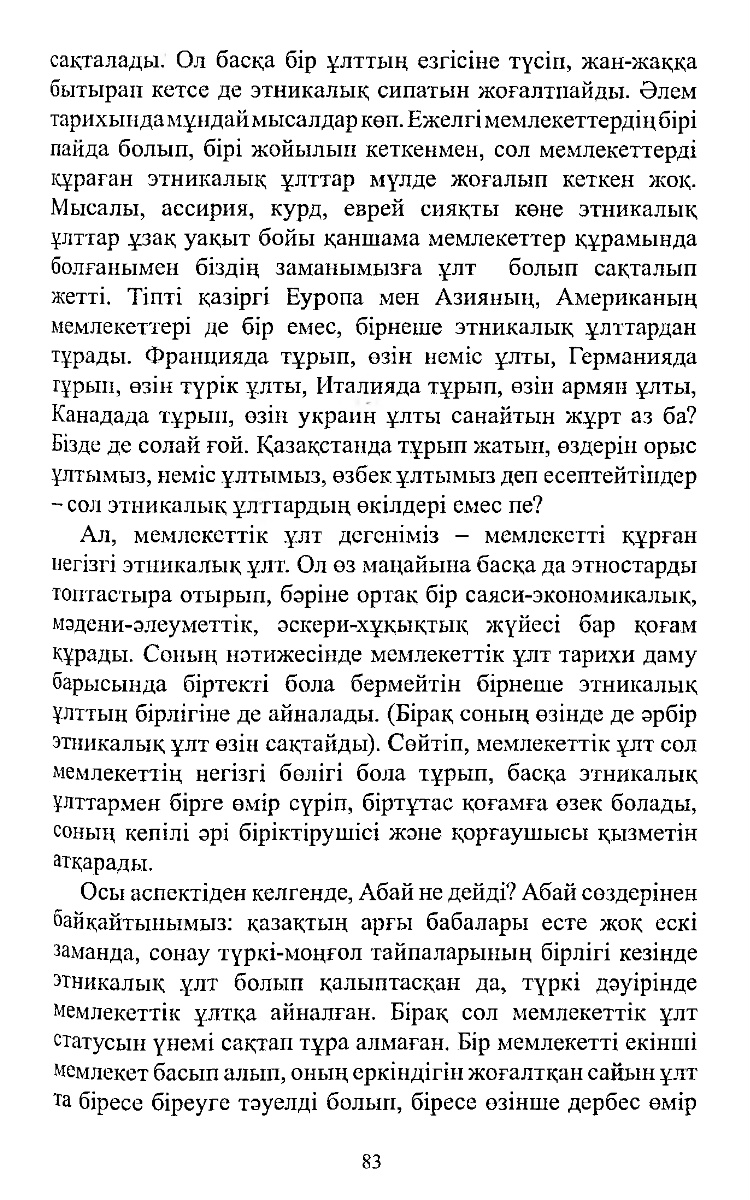 сақталады. Ол басқа бір ұлттың езгісіне түсіп, жан-жаққа
бытырап кетсе де этникалық сипатын жоғалтпайды. Әлем
тарихында мұндай мысалдар көп. Ежелгі мемлекеттердің бірі
пайда болып, бірі жойылып кеткенмен, сол мемлекеттерді
құраған этникалық ұлттар мүлде жоғалып кеткен жоқ.
Мысалы, ассирия, курд, еврей сияқты көне этникалық
ұлттар ұзақ уақыт бойы қаншама мемлекеттер құрамында
болғанымен біздің заманымызға ұлт болып сақталып
жетті. Тіпті қазіргі Еуропа мен Азияның, Американың
мемлекеттері де бір емес, бірнеше этникалық ұлттардан
тұрады. Францияда тұрып, өзін неміс ұлты, Германияда
тұрып, өзін түрік ұлты, Италияда тұрып, өзін армян ұлты,
Канадада тұрып, өзін украин ұлты санайтын жұрт аз ба?
Бізде де солай ғой. Қазақстанда тұрып жатып, өздерін орыс
ұлтымыз, неміс ұлтымыз, өзбек ұлтымыз деп есептейтіндер
– сол этникалық ұлттардың өкілдері емес пе?
Ал, мемлекеттік ұлт дегеніміз – мемлекетті құрған
негізгі этникалық ұлт. Ол өз маңайына басқа да этностарды
топтастыра отырып, бәріне ортақ бір саяси-экономикалық,
мәдени-әлеуметтік, әскери-хұқықтық жүйесі бар қоғам
құрады. Соның нәтижесінде мемлекеттік ұлт тарихи даму
барысында біртекті бола бермейтін бірнеше этникалық
ұлттың бірлігіне де айналады. (Бірақ соның өзінде де әрбір
этникалық ұлт өзін сақтайды). Сөйтіп, мемлекеттік ұлт сол
мемлекеттің негізгі бөлігі бола тұрып, басқа этникалық
ұлттармен бірге өмір сүріп, біртұтас қоғамға өзек болады,
соның кепілі әрі біріктірушісі және қорғаушысы қызметін
атқарады.
Осы аспектіден келгенде, Абай не дейді? Абай сөздерінен
байқайтынымыз: қазақтың арғы бабалары есте жоқ ескі
заманда, сонау түркі-моңғол тайпаларының бірлігі кезінде
этникалық ұлт болып қалыптасқан да, түркі дәуірінде
мемлекеттік ұлтқа айналған. Бірақ сол мемлекеттік ұлт
статусын үнемі сақтап тұра алмаған. Бір мемлекетті екінші
мемлекет басып алып, оның еркіндігін жоғалтқан сайын ұлт
та біресе біреуге тәуелді болып, біресе өзінше дербес өмір
83